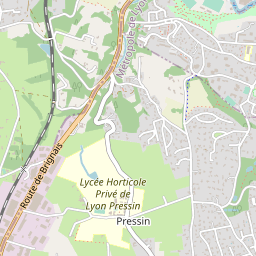 Métropole de Lyon
Route de Brignais
Lycée Horticole
Privé de
Lyon Pressin
Pressin